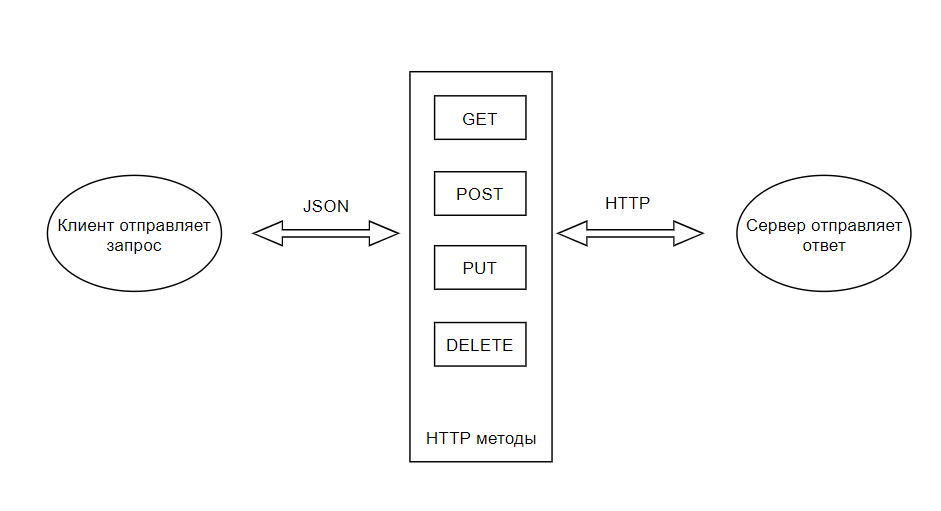 Клиент отправляет
запрос
JSON
GET
POST
PUT
DELETE
HTTP методы
HTTP
Сервер отправляет
ответ